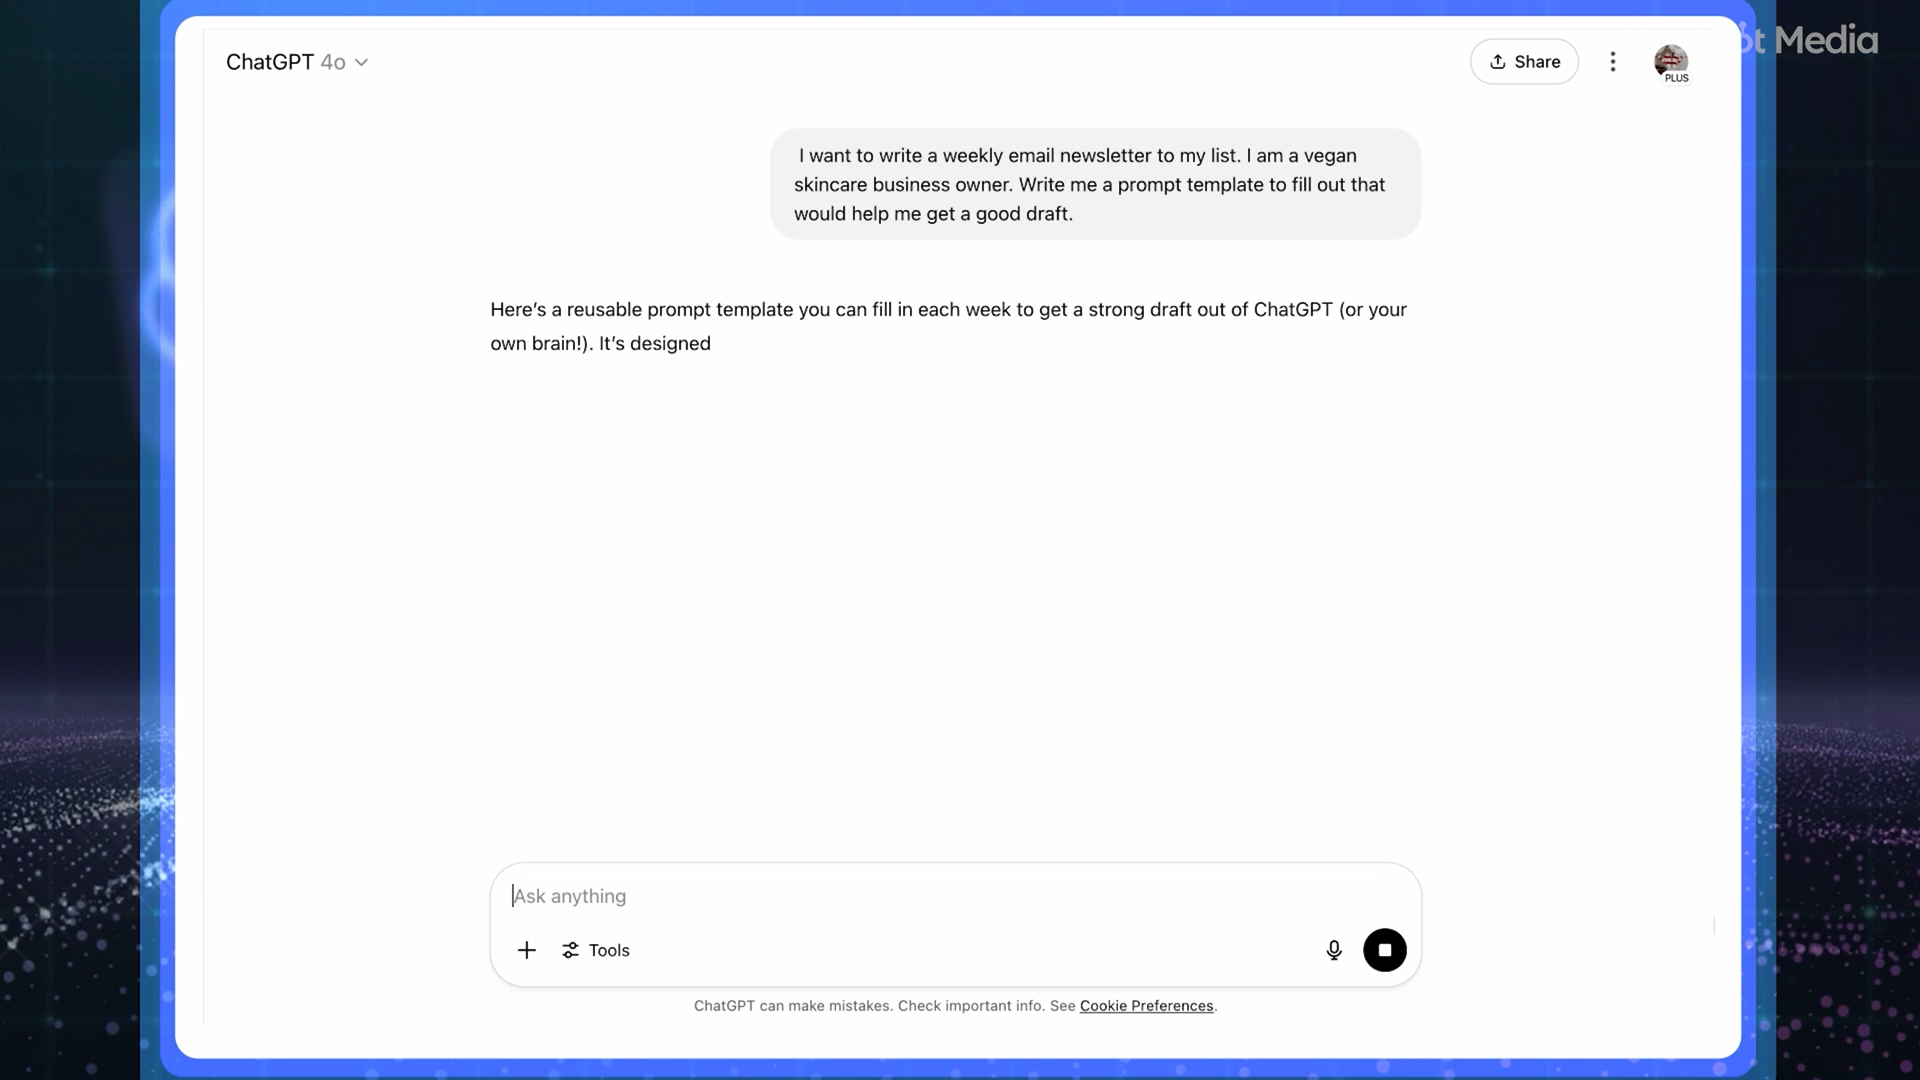 ChatGPT 4o
Share
PLUS
t Media
I want to write a weekly email newsletter to my list. I am a vegan
skincare business owner. Write me a prompt template to fill out that
would help me get a good draft.
Here’s a reusable prompt template you can fill in each week to get a strong draft out of ChatGPT (or your
own brain!). It’s designed
Ask anything
Tools
ChatGPT can make mistakes. Check important info. See Cookie Preferences.